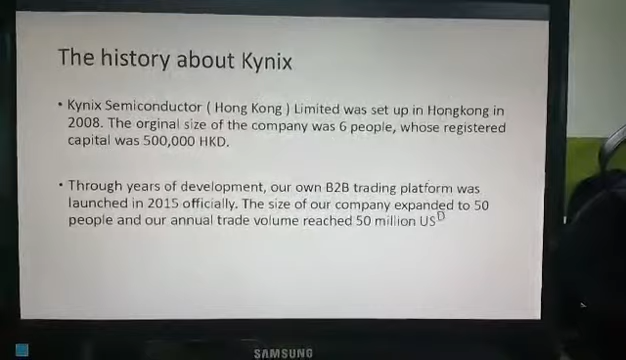 The history about Kynix
• Kynix Semiconductor ( Hong Kong ) Limited was set up in Hongkong in
2008. The orginal size of the company was 6 people, whose registered
capital was 500,000 HKD.
• Through years of development, our own B2B trading platform was
launched in 2015 officially. The size of our company expanded to 50
people and our annual trade volume reached 50 million USD
SAMSUNG